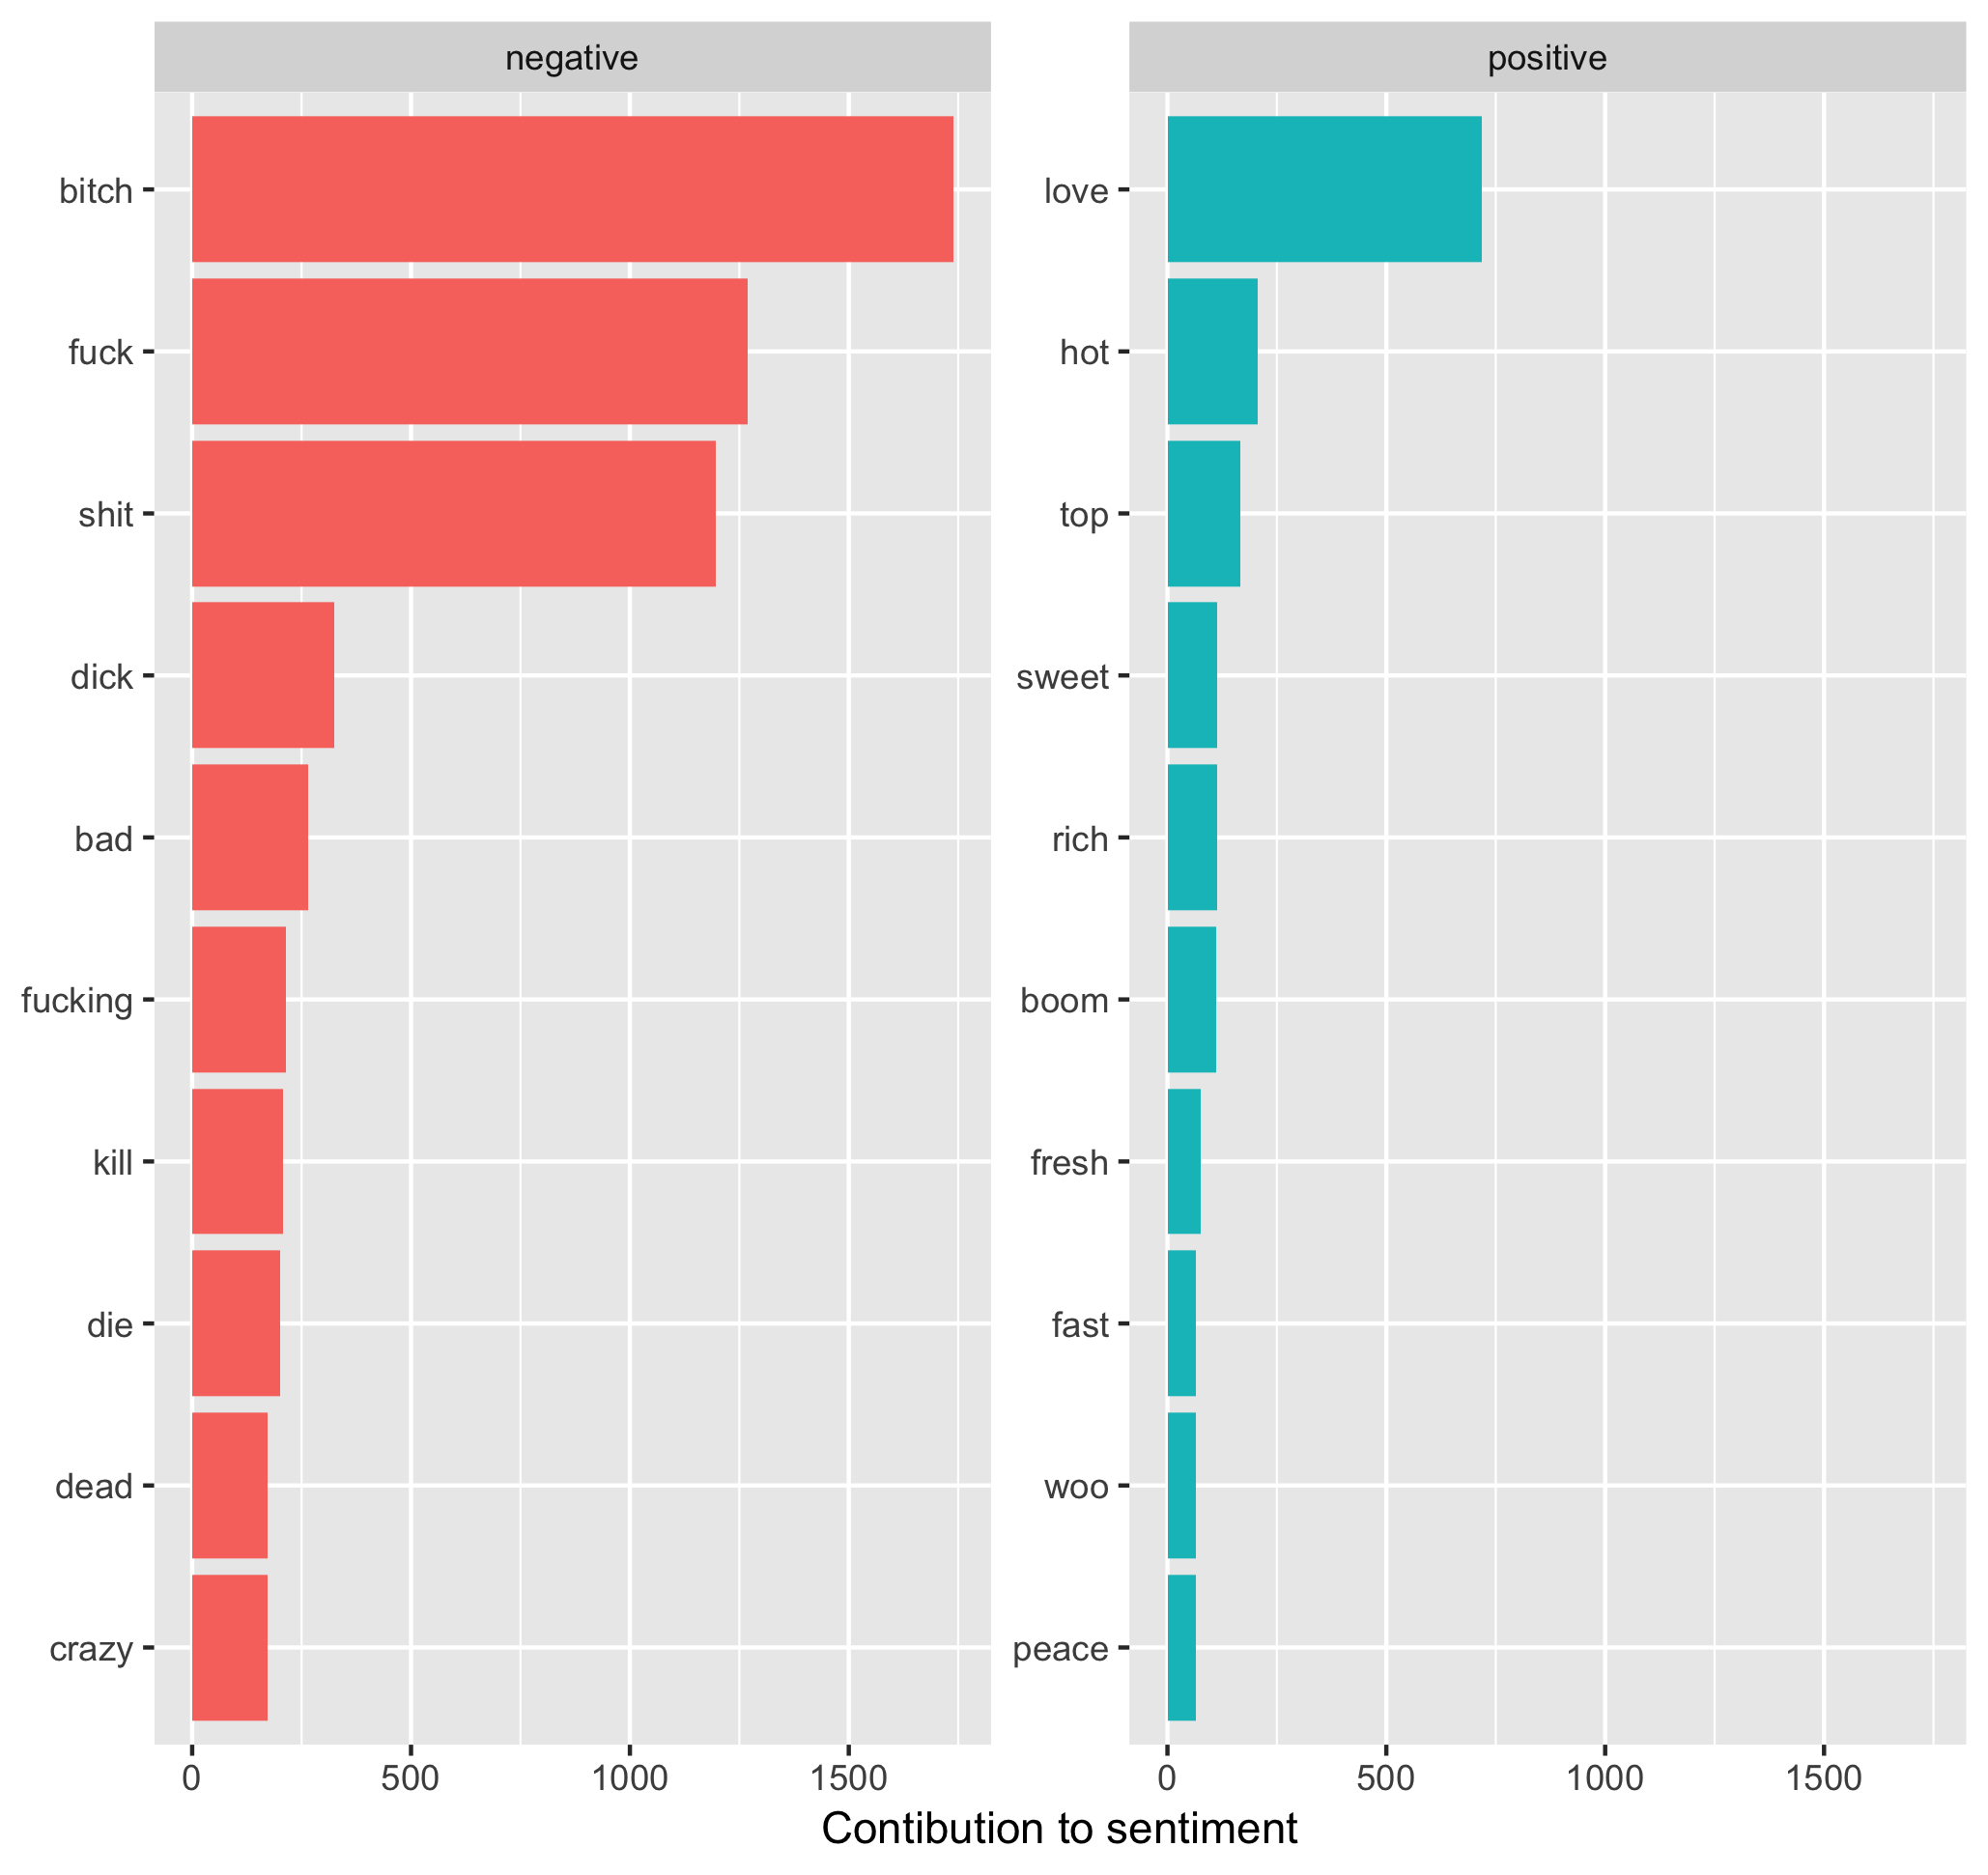 negative
bitch
fuck
shit
dick
bad
fucking
kill
die
dead
crazy
0 500 1000 1500
positive
love
hot
top
sweet
rich
boom
fresh
fast
woo
peace
0 500 1000 1500
Contibution to sentiment